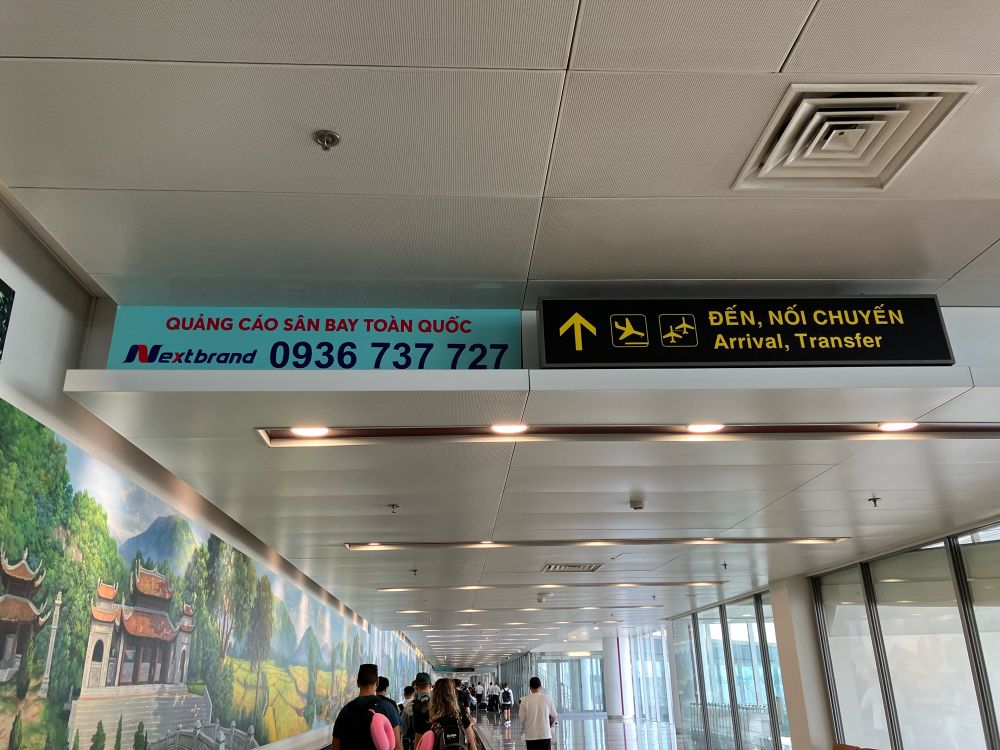 QUẢNG CÁO SÂN BAY TOÀN QUỐC
Nextbrand 0936 737 727
ĐẾN, NỐI CHUYẾN
Arrival, Transfer